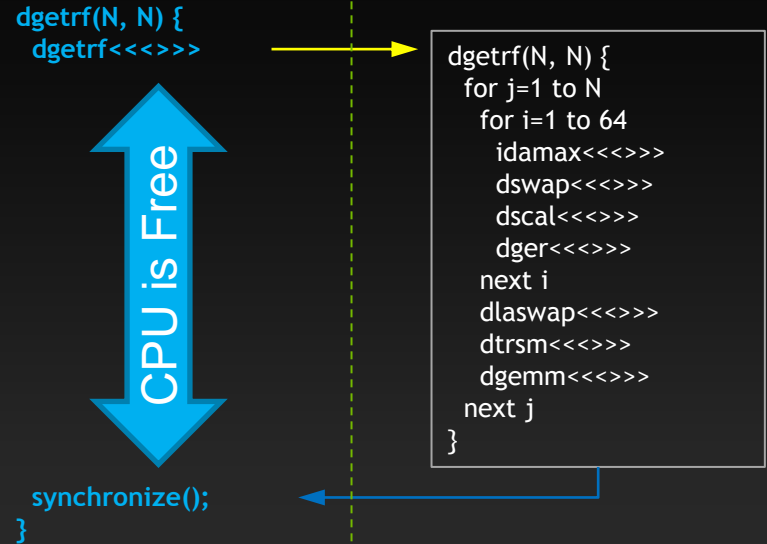 dgetrf(N, N) {
dgetrf<<<>>>
CPU is Free
synchronize();
}
dgetrf(N, N) {
for j=1 to N
for i=1 to 64
idamax<<<>>>
dswap<<<>>>
dscal<<<>>>
dger<<<>>>
next i
dlaswap<<<>>>
dtrsm<<<>>>
dgemm<<<>>>
next j
}